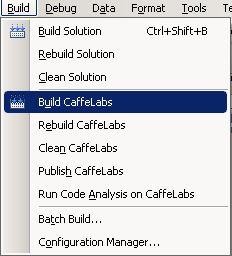 Build Debug Data Format Tools Te
Build Solution Ctrl+Shift+B
Rebuild Solution
Clean Solution
Build CaffeLabs
Rebuild CaffeLabs
Clean CaffeLabs
Publish CaffeLabs
Run Code Analysis on CaffeLabs
Batch Build...
Configuration Manager...